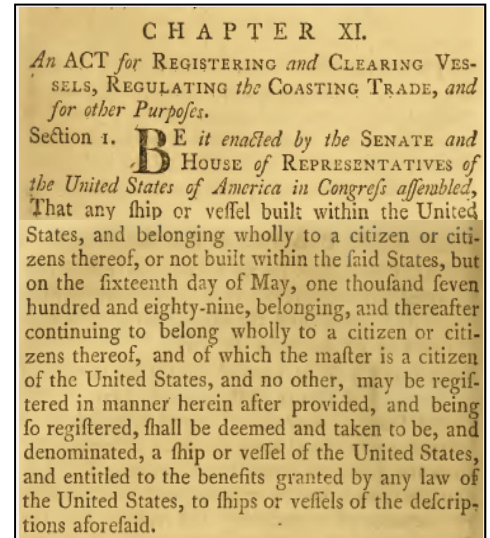 CHAPTER XI.
An ACT for REGISTERING and CLEARING VES-
SELS, REGULATING the COASTING TRADE, and
for other Purpoſes.
Section 1. BE it enacted by the SENATE and
HOUSE of REPRESENTATIVES of
the United States of America in Congreſs aſſembled,
That any ſhip or veſſel built within the United
States, and belonging wholly to a citizen or citi-
zens thereof, or not built within the ſaid States, but
on the ſixteenth day of May, one thouſand ſeven
hundred and eighty-nine, belonging, and thereafter
continuing to belong wholly to a citizen or citi-
zens thereof, and of which the maſter is a citizen
of the United States, and no other, may be regiſ-
tered in manner herein after provided, and being
ſo regiſtered, ſhall be deemed and taken to be, and
denominated, a ſhip or veſſel of the United States,
and entitled to the benefits granted by any law of
the United States, to ſhips or veſſels of the deſcrip-
tions aforeſaid.